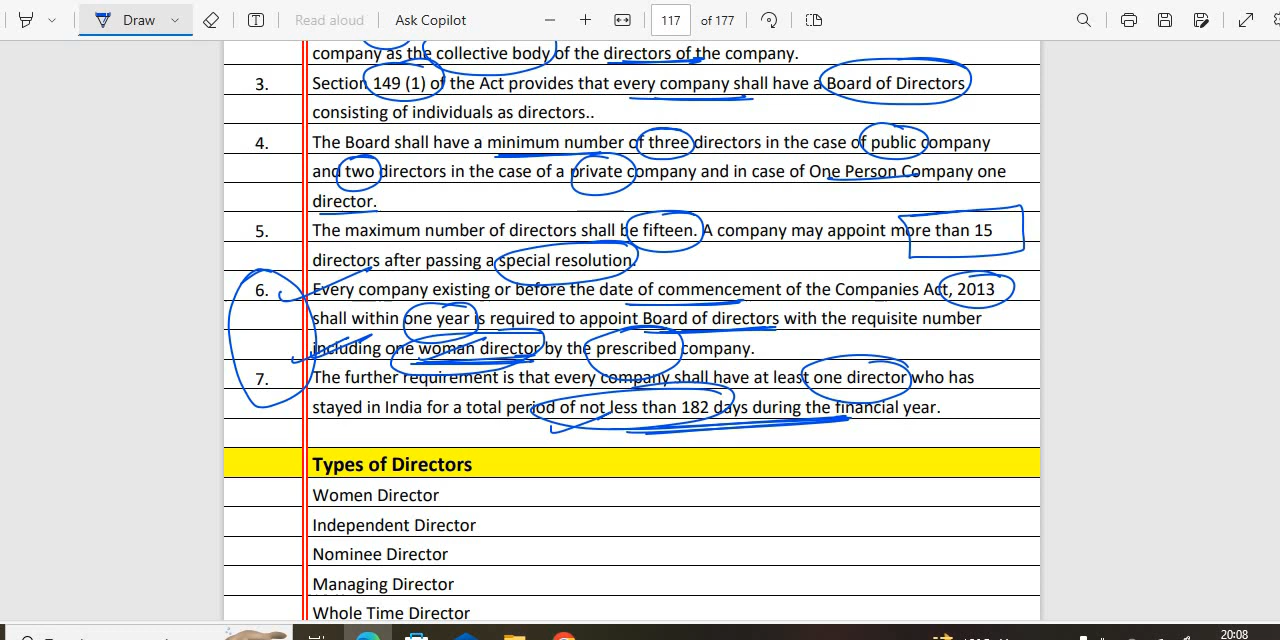 Draw
Read aloud
Ask Copilot
117
of 177
company as the collective body of the directors of the company.
3. Section 149 (1) of the Act provides that every company shall have a Board of Directors
consisting of individuals as directors..
4. The Board shall have a minimum number of three directors in the case of public company
and two directors in the case of a private company and in case of One Person Company one
director.
5. The maximum number of directors shall be fifteen. A company may appoint more than 15
directors after passing a special resolution.
6. Every company existing or before the date of commencement of the Companies Act, 2013
shall within one year is required to appoint Board of directors with the requisite number
including one woman director by the prescribed company.
7. The further requirement is that every company shall have at least one director who has
stayed in India for a total period of not less than 182 days during the financial year.
Types of Directors
Women Director
Independent Director
Nominee Director
Managing Director
Whole Time Director
20:08